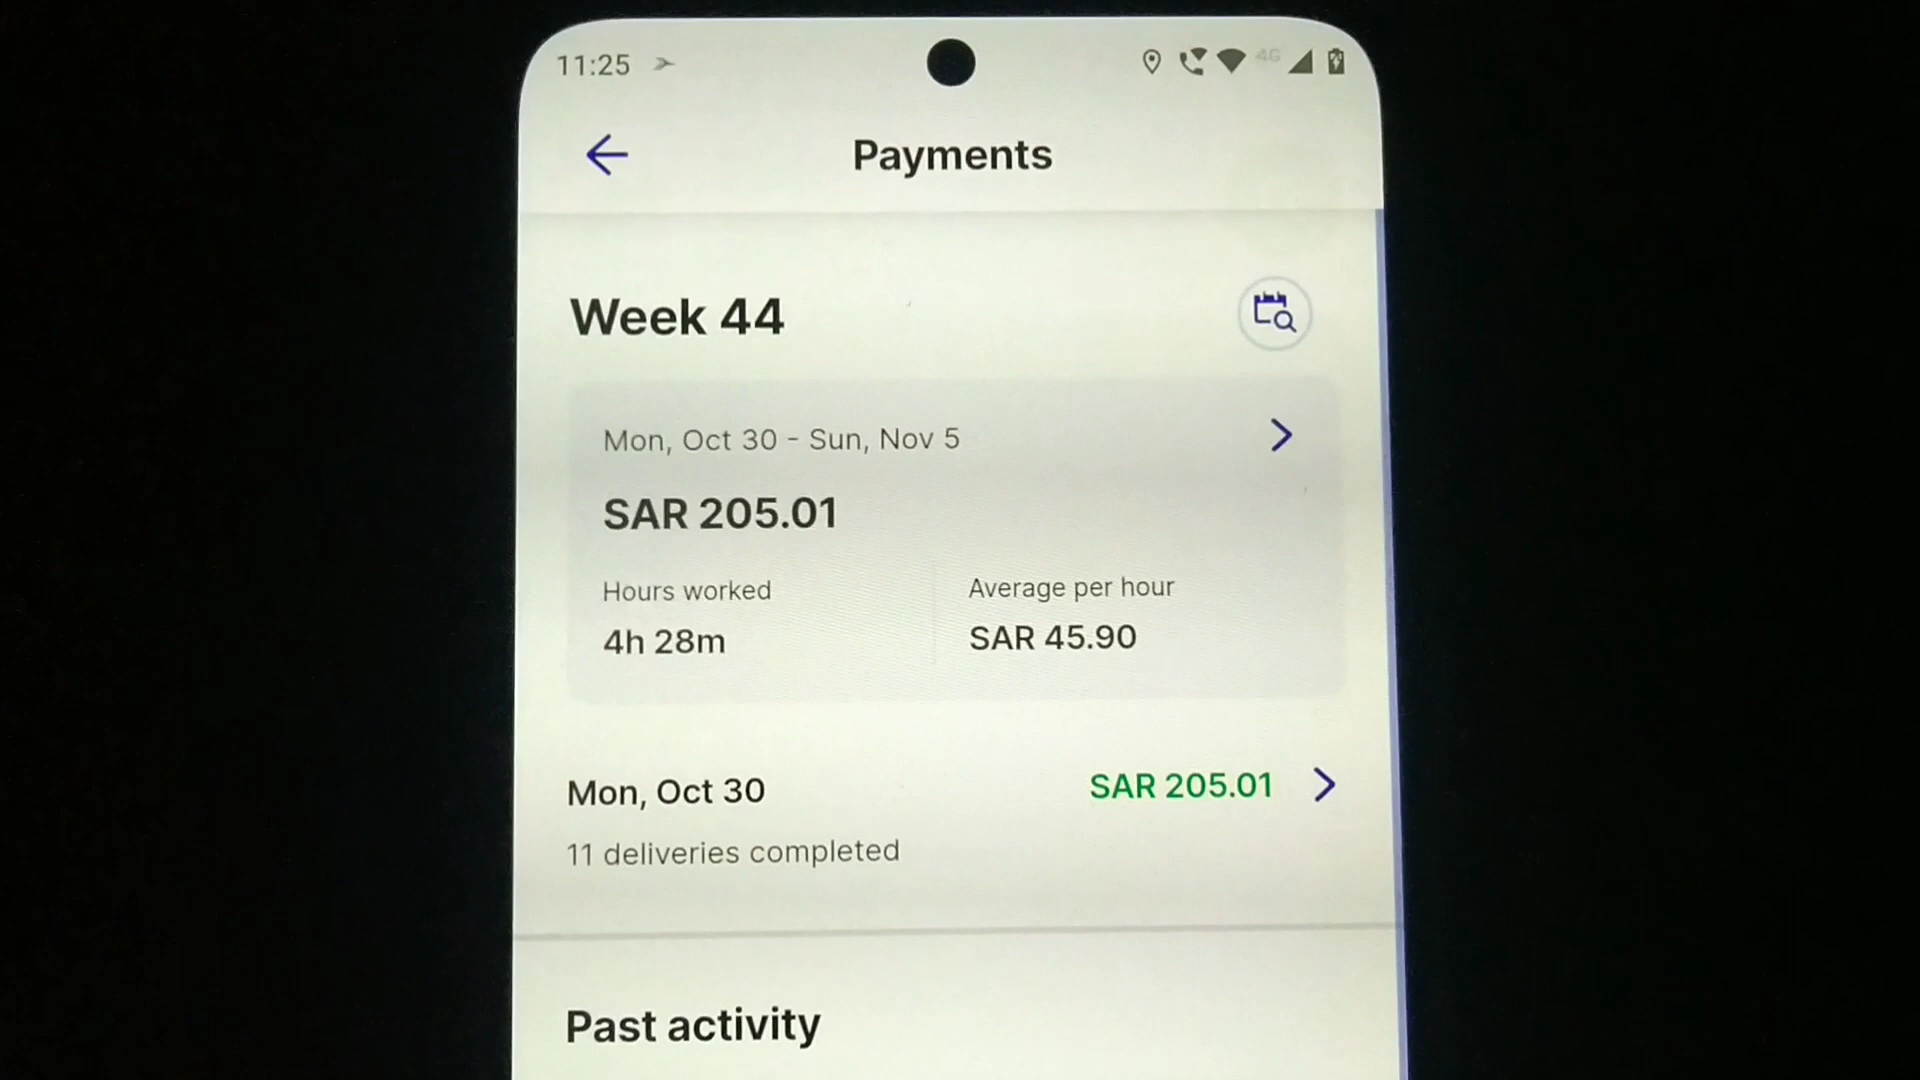 11:25
4G
Payments
Week 44
Mon, Oct 30 - Sun, Nov 5
SAR 205.01
Hours worked
Average per hour
4h 28m
SAR 45.90
Mon, Oct 30
SAR 205.01
11 deliveries completed
Past activity